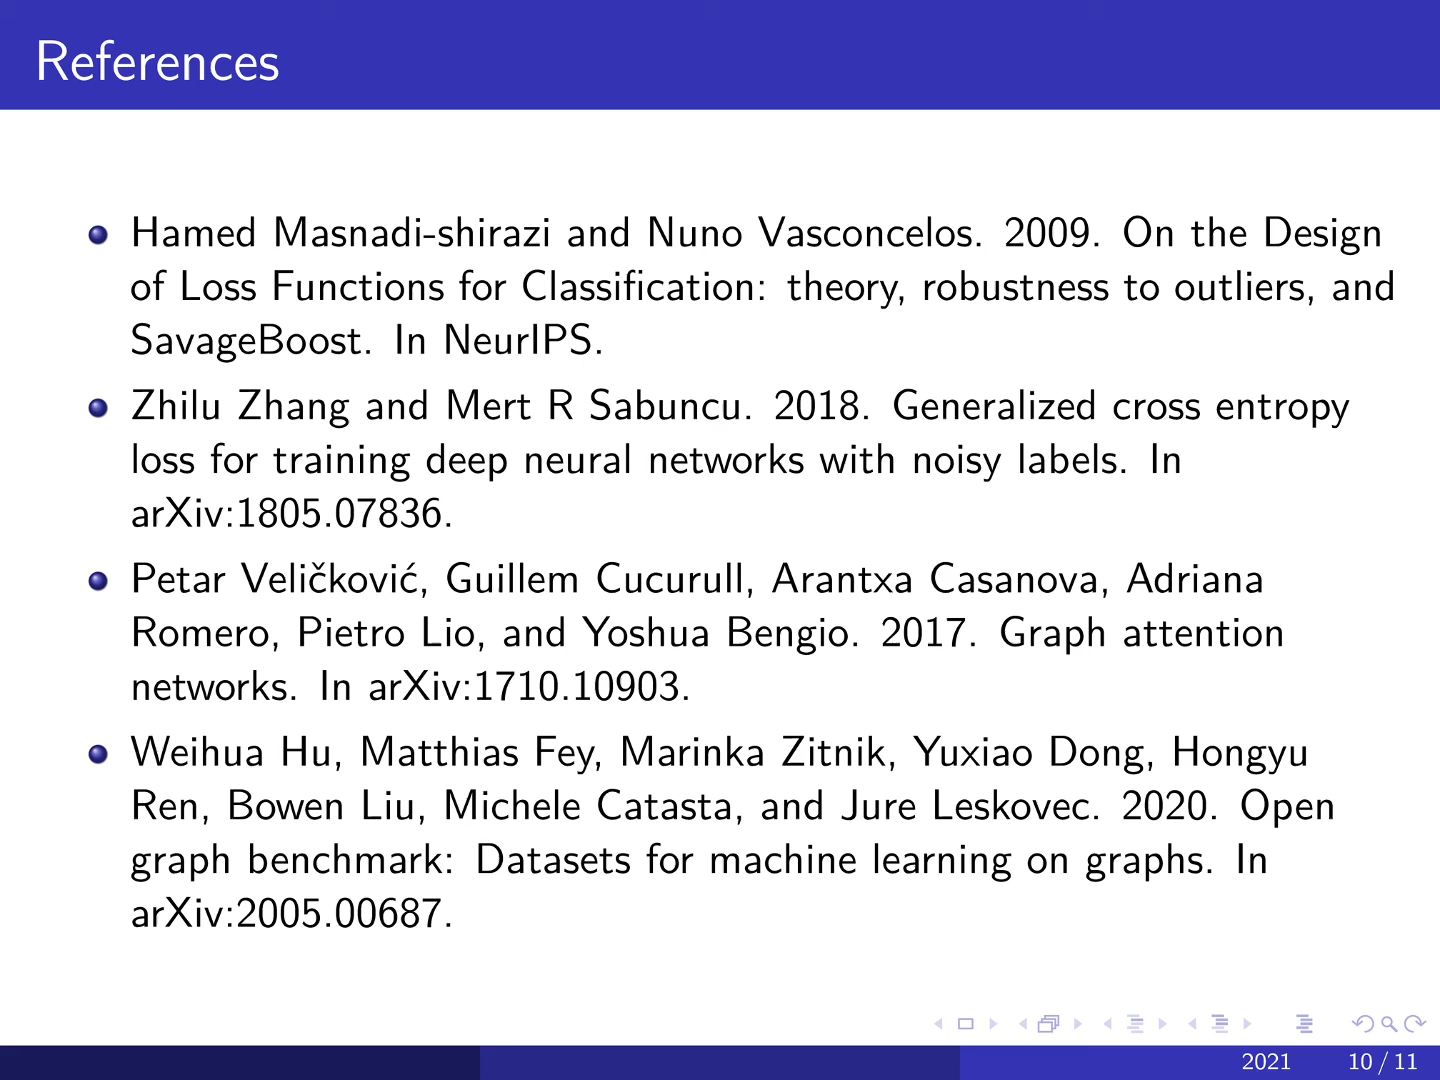 References
Hamed Masnadi-shirazi and Nuno Vasconcelos. 2009. On the Design
of Loss Functions for Classification: theory, robustness to outliers, and
SavageBoost. In NeurIPS.
Zhilu Zhang and Mert R Sabuncu. 2018. Generalized cross entropy
loss for training deep neural networks with noisy labels. In
arXiv:1805.07836.
Petar Veličković, Guillem Cucurull, Arantxa Casanova, Adriana
Romero, Pietro Lio, and Yoshua Bengio. 2017. Graph attention
networks. In arXiv:1710.10903.
Weihua Hu, Matthias Fey, Marinka Zitnik, Yuxiao Dong, Hongyu
Ren, Bowen Liu, Michele Catasta, and Jure Leskovec. 2020. Open
graph benchmark: Datasets for machine learning on graphs. In
arXiv:2005.00687.
2021 10 / 11